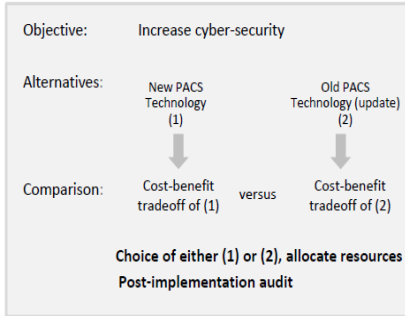 Objective: Increase cyber-security
Alternatives:
New PACS Old PACS
Technology Technology (update)
(1) (2)
Comparison: Cost-benefit versus Cost-benefit
tradeoff of (1) tradeoff of (2)
Choice of either (1) or (2), allocate resources
Post-implementation audit